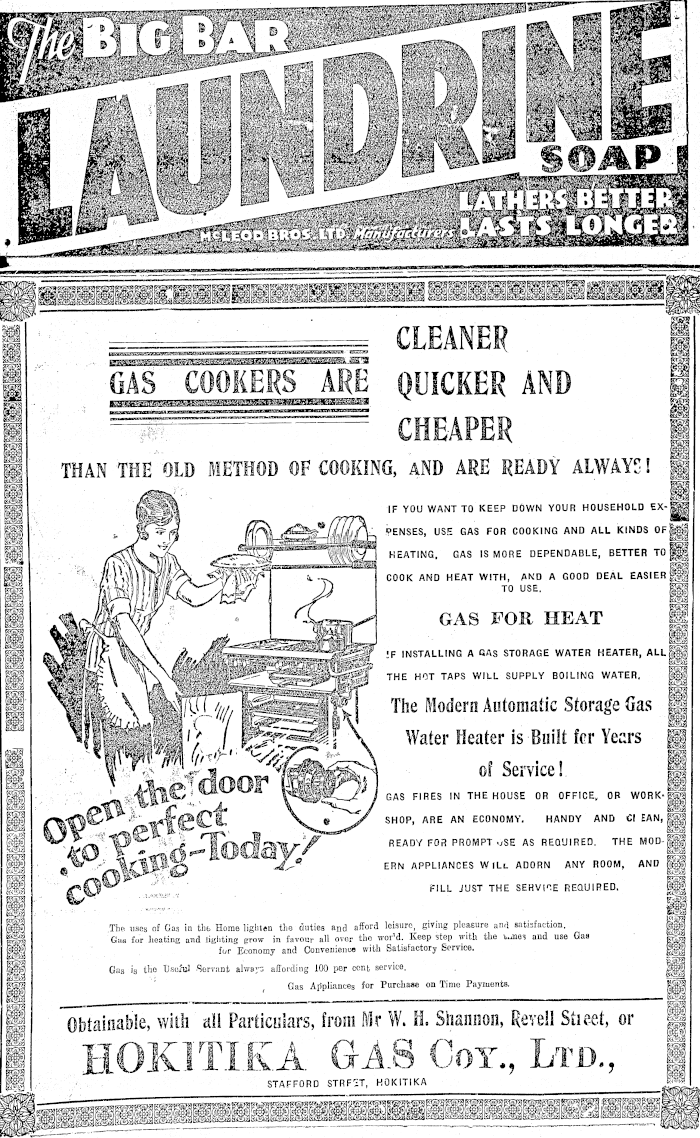 The BIG BAR
LAUNDRINE
SOAP
LATHERS BETTER
LASTS LONGER
McLEOD BROS. LTD. Manufacturers
GAS COOKERS ARE
CLEANER
QUICKER AND
CHEAPER
THAN THE OLD METHOD OF COOKING, AND ARE READY ALWAYS!
IF YOU WANT TO KEEP DOWN YOUR HOUSEHOLD EX-
PENSES, USE GAS FOR COOKING AND ALL KINDS OF
HEATING. GAS IS MORE DEPENDABLE, BETTER TO
COOK AND HEAT WITH, AND A GOOD DEAL EASIER
TO USE.
GAS FOR HEAT
IF INSTALLING A GAS STORAGE WATER HEATER, ALL
THE HOT TAPS WILL SUPPLY BOILING WATER.
The Modern Automatic Storage Gas
Water Heater is Built for Years
of Service!
GAS FIRES IN THE HOUSE OR OFFICE, OR WORK-
SHOP, ARE AN ECONOMY. HANDY AND CLEAN,
READY FOR PROMPT USE AS REQUIRED. THE MOD-
ERN APPLIANCES WILL ADORN ANY ROOM, AND
FILL JUST THE SERVICE REQUIRED.
Open the door
to perfect
cooking-Today!
The uses of Gas in the Home lighten the duties and afford leisure, giving pleasure and satisfaction.
Gas for heating and lighting grow in favour all over the world. Keep step with the times and use Gas
for Economy and Convenience with Satisfactory Service.
Gas is the Useful Servant always affording 100 per cent service.
Gas Appliances for Purchase on Time Payments.
Obtainable, with all Particulars, from Mr W. H. Shannon, Revell Street, or
HOKITIKA GAS COY., LTD.,
STAFFORD STREET, HOKITIKA